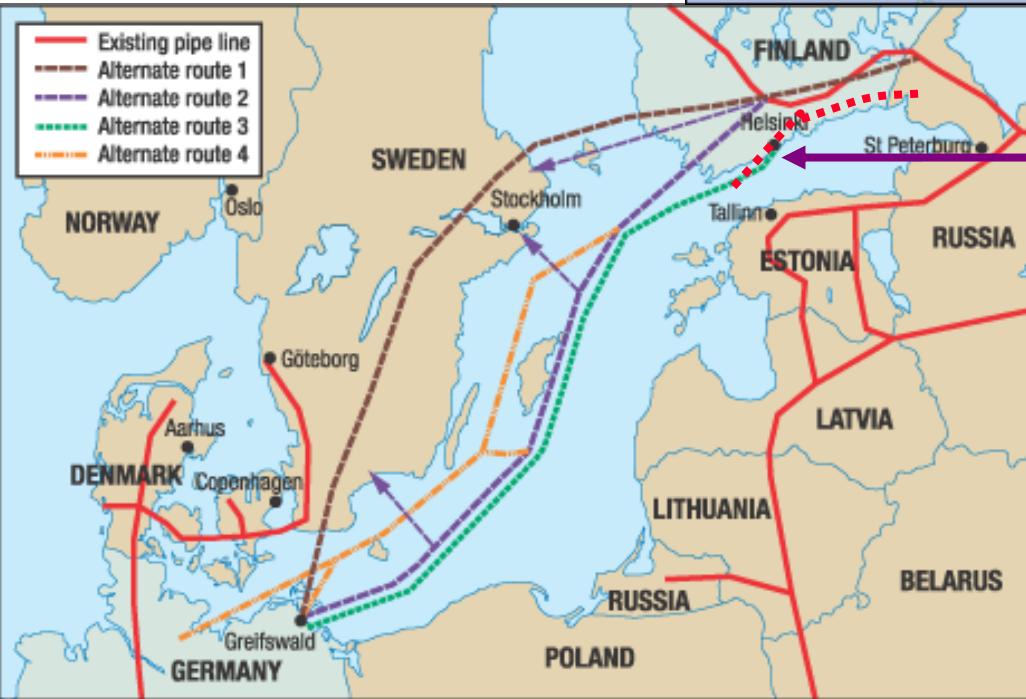 Existing pipe line
Alternate route 1
Alternate route 2
Alternate route 3
Alternate route 4
FINLAND
Helsinki
St Peterburg
SWEDEN
Stockholm
Oslo
NORWAY
Tallinn
RUSSIA
ESTONIA
Göteborg
LATVIA
Aarhus
DENMARK
Copenhagen
LITHUANIA
BELARUS
RUSSIA
Greifswald
POLAND
GERMANY